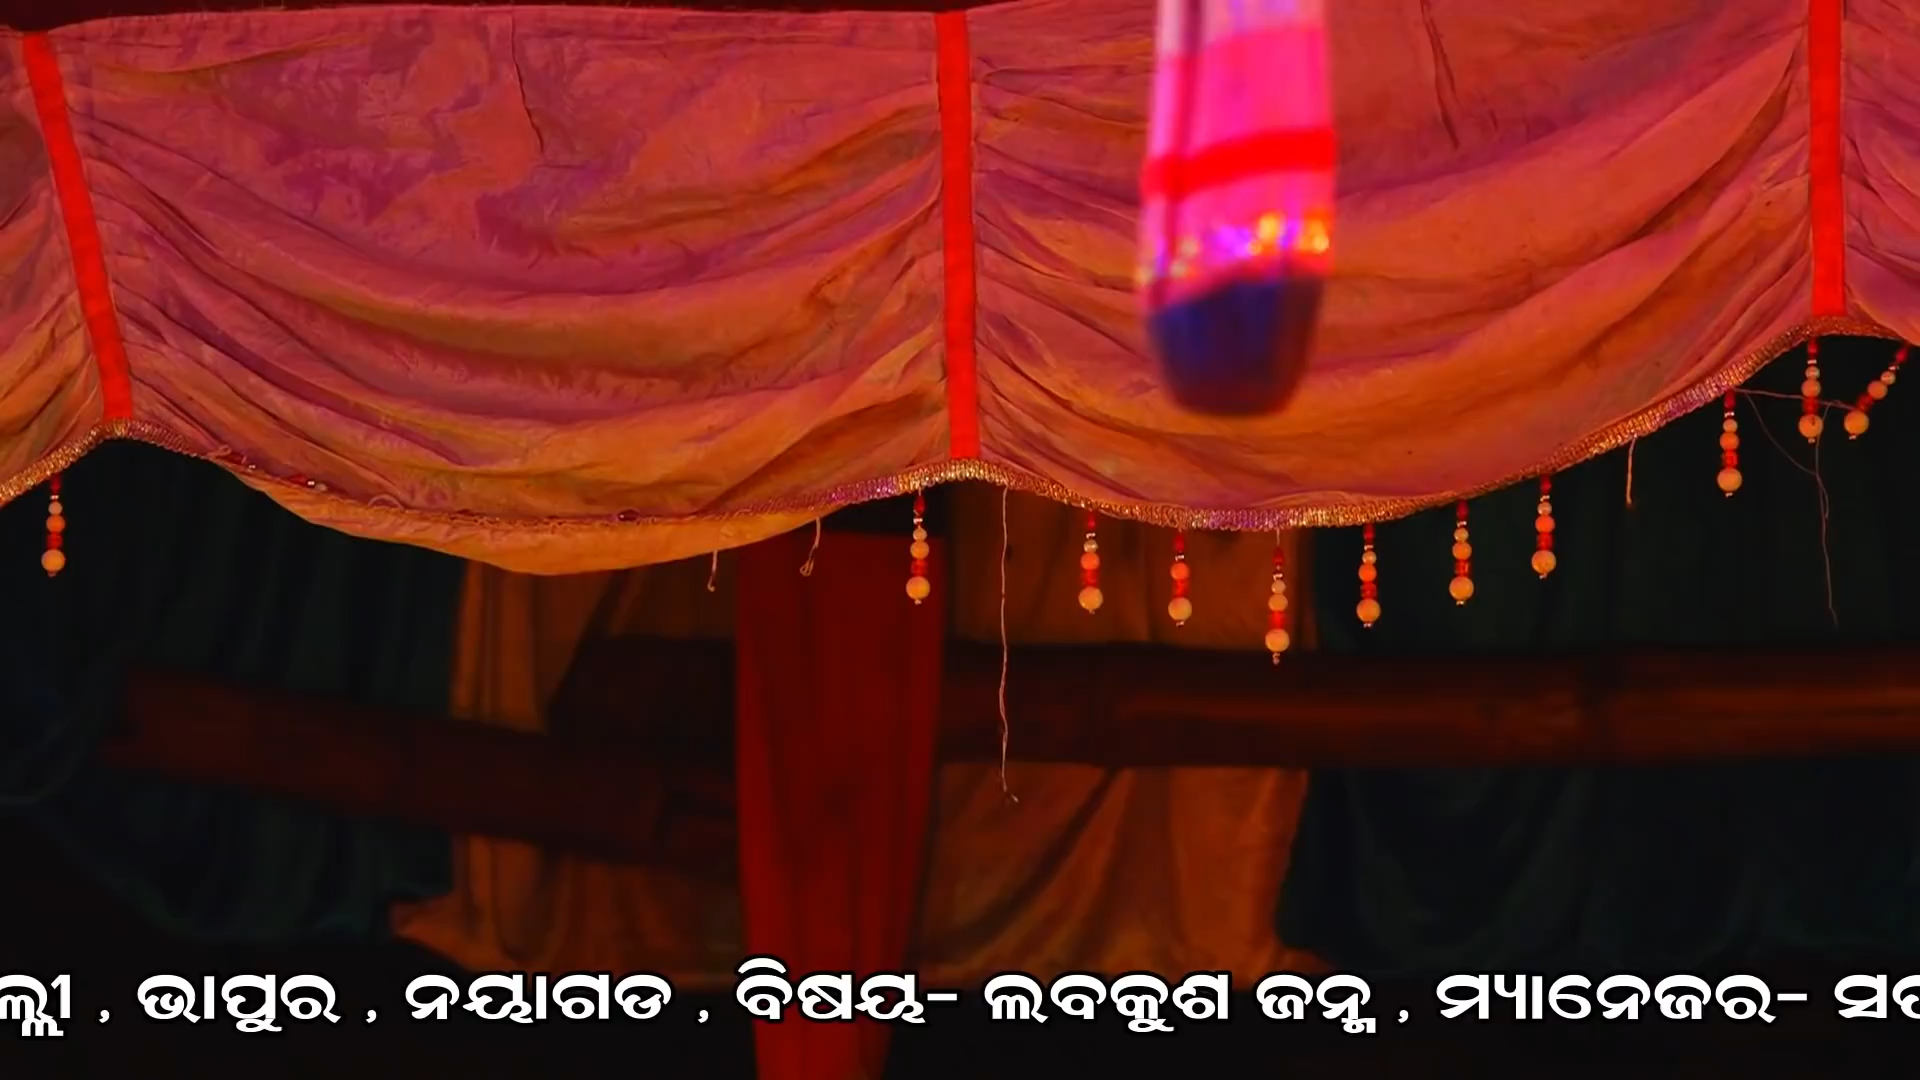 ଲ୍ଲୀ , ଭାପୁର , ନୟାଗଡ , ବିଷୟ- ଲବକୁଶ ଜନ୍ମ , ମ୍ୟାନେଜର-